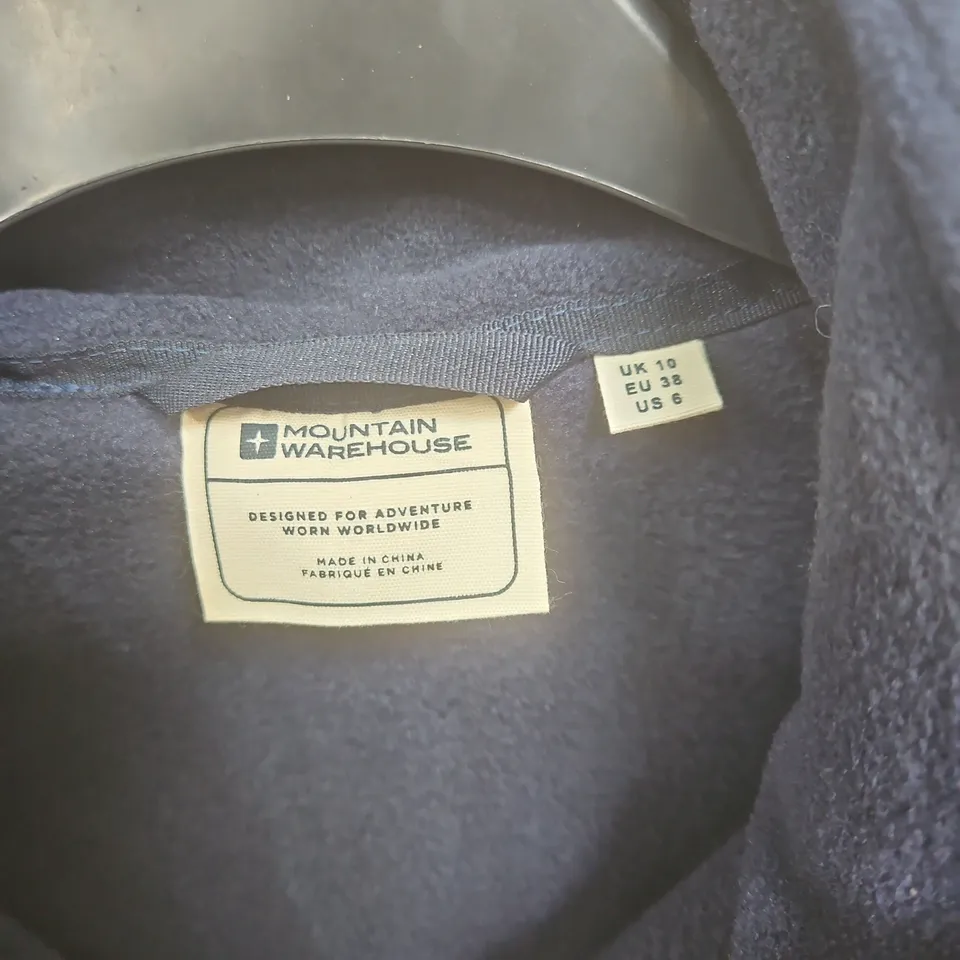 MOUNTAIN
WAREHOUSE
DESIGNED FOR ADVENTURE
WORN WORLDWIDE
MADE IN CHINA
FABRIQUÉ EN CHINE
UK 10
EU 38
US 6